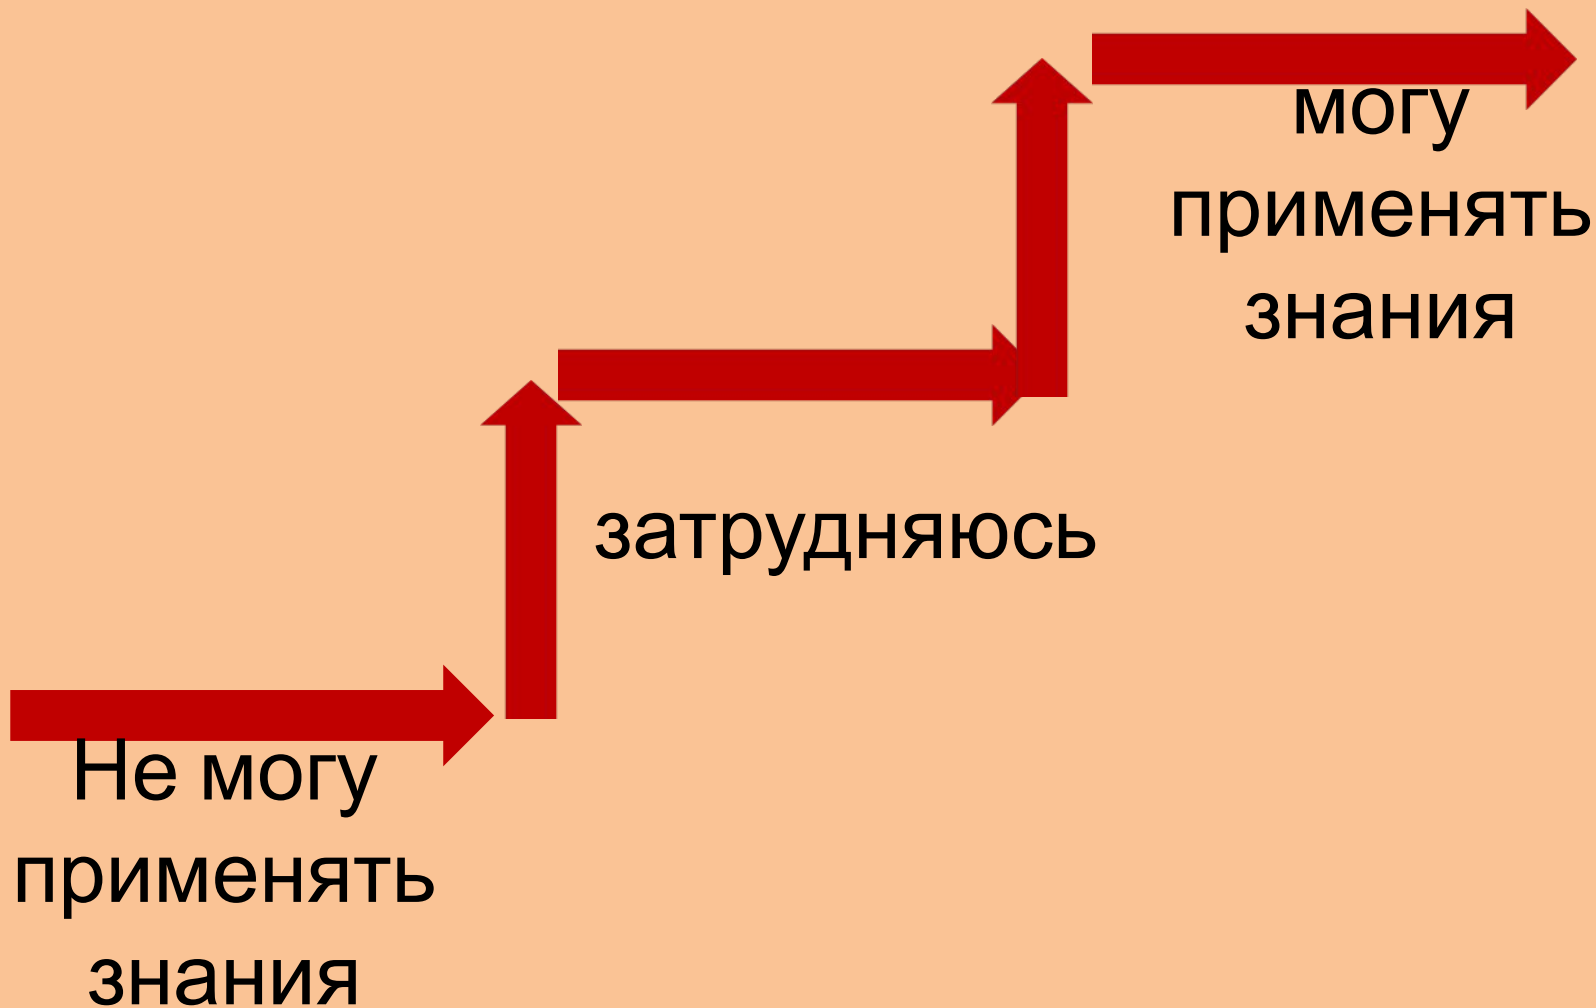 могу
применять
знания
затрудняюсь
Не могу
применять
знания